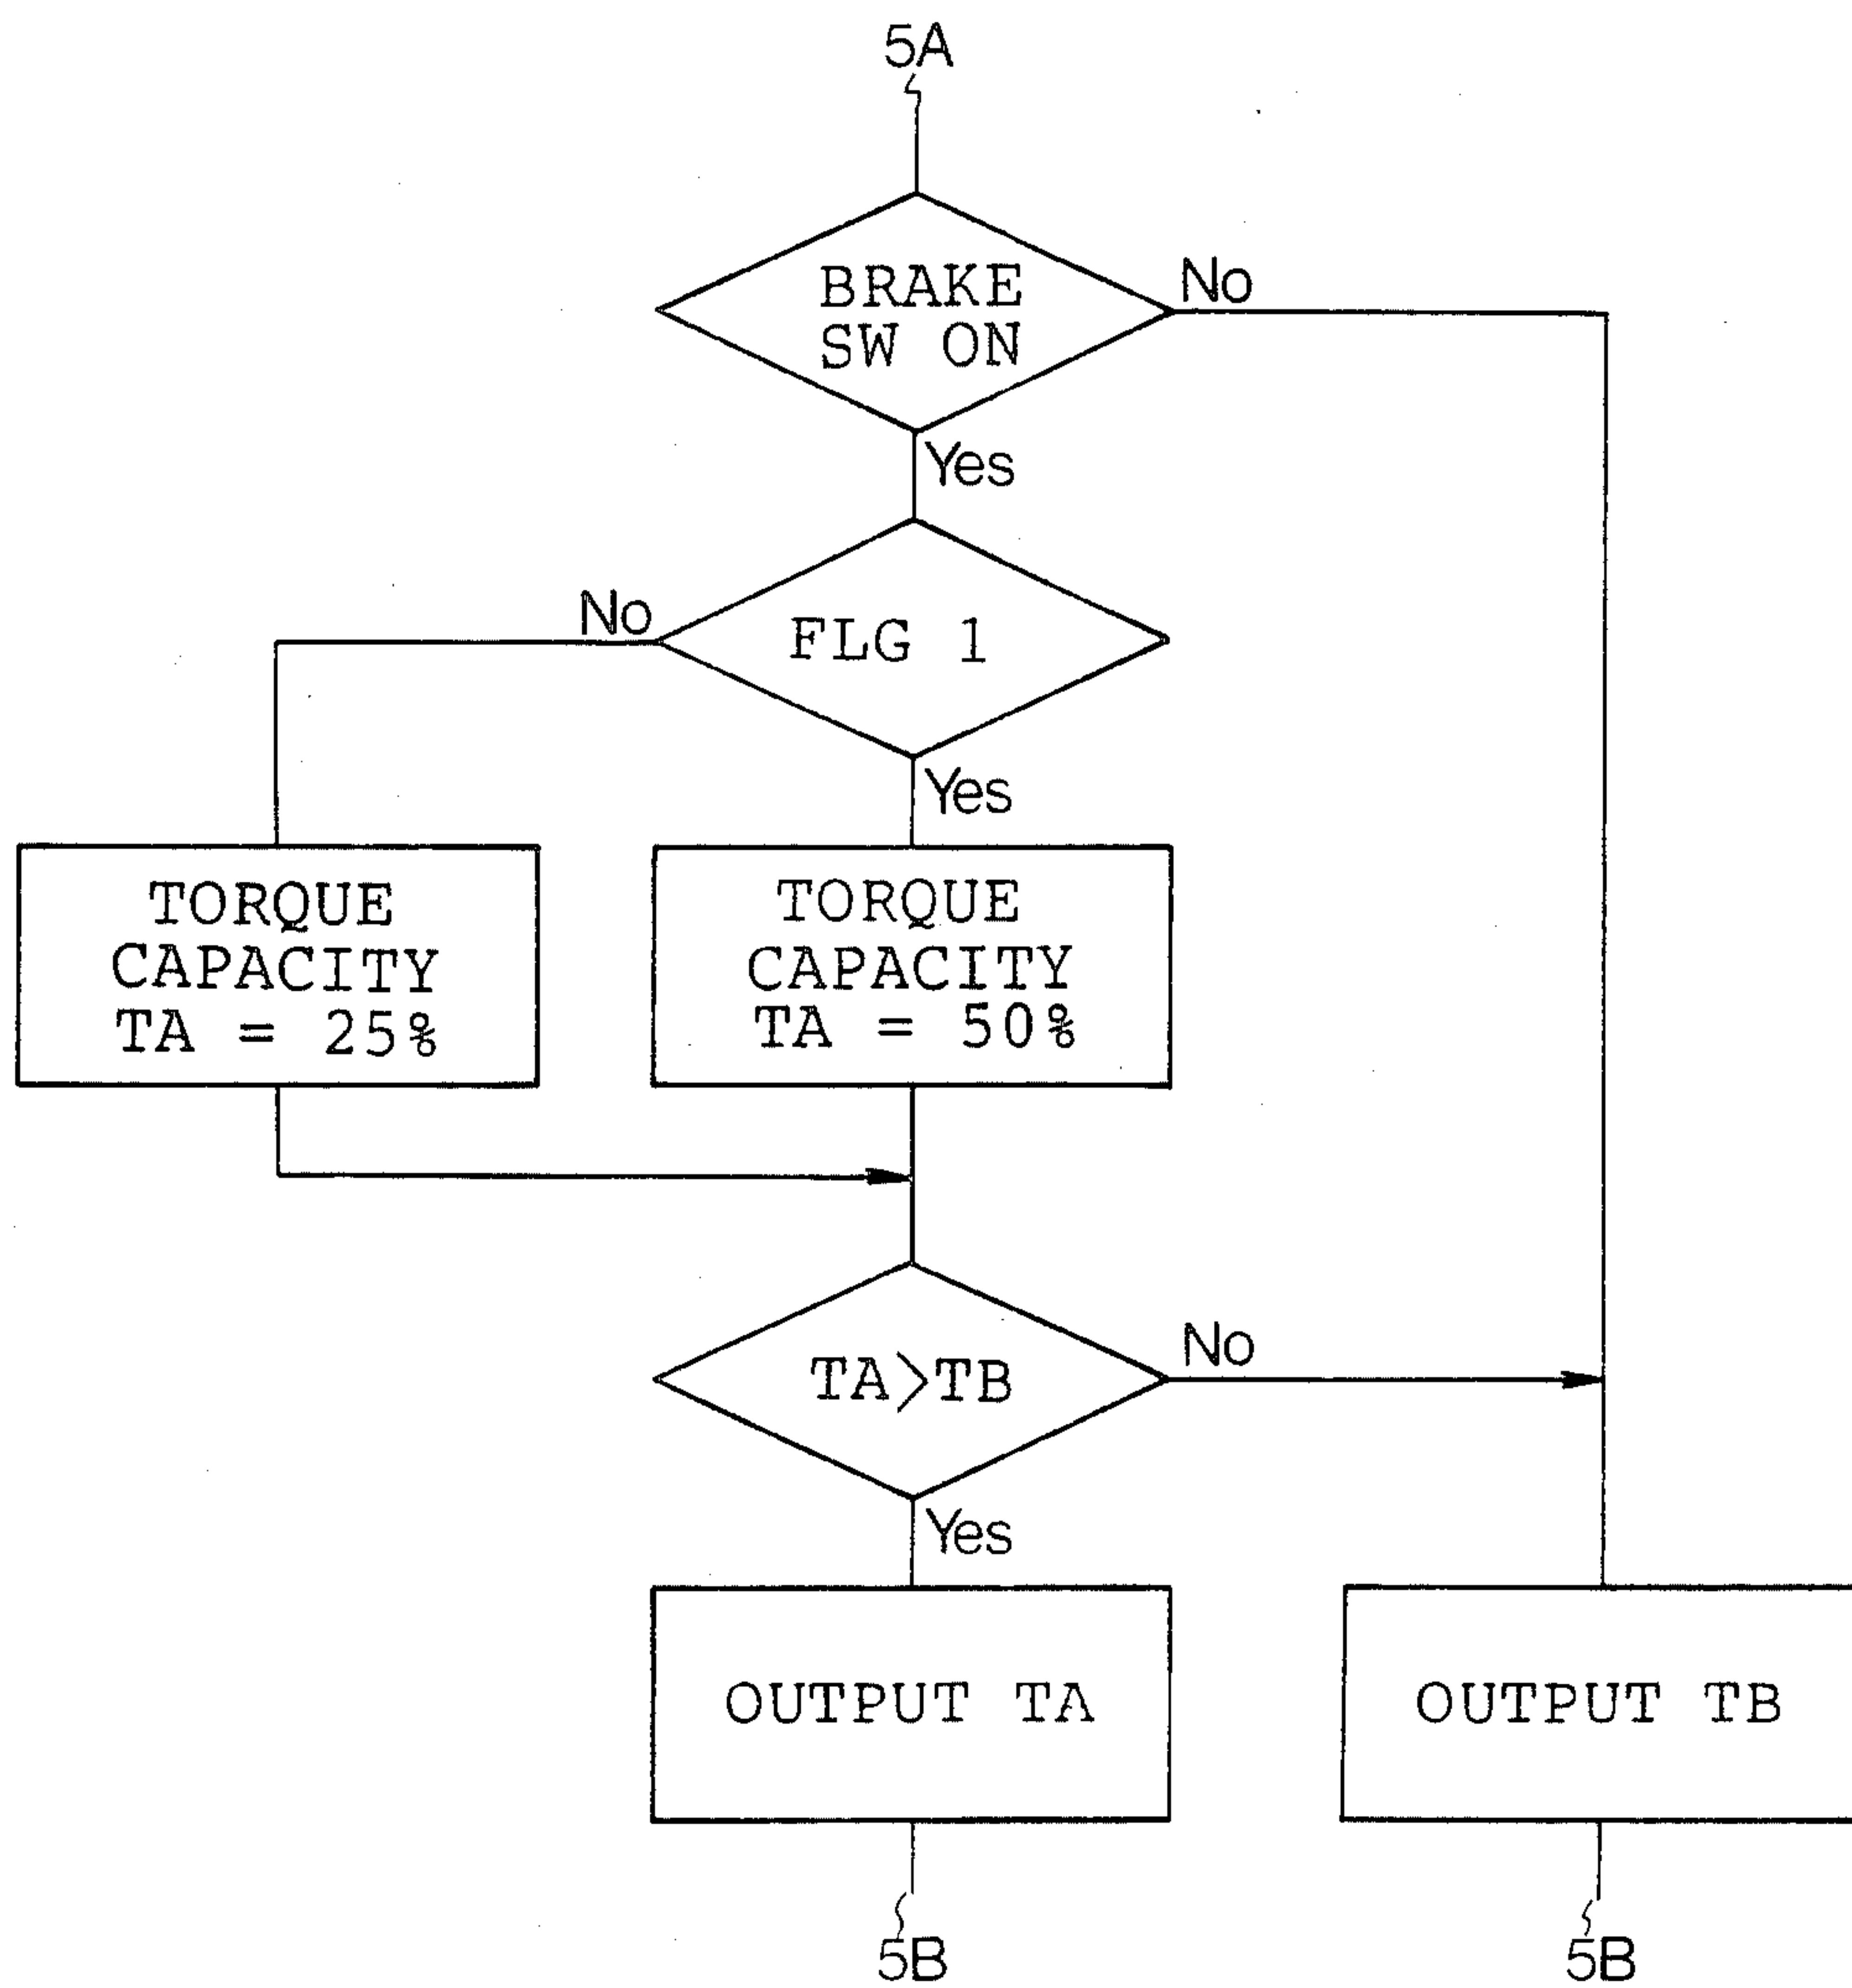 5A
BRAKE
SW ON
No
Yes
No
FLG 1
Yes
TORQUE
CAPACITY
TA = 25%
TORQUE
CAPACITY
TA = 50%
TA>TB
No
Yes
OUTPUT TA
OUTPUT TB
5B
5B